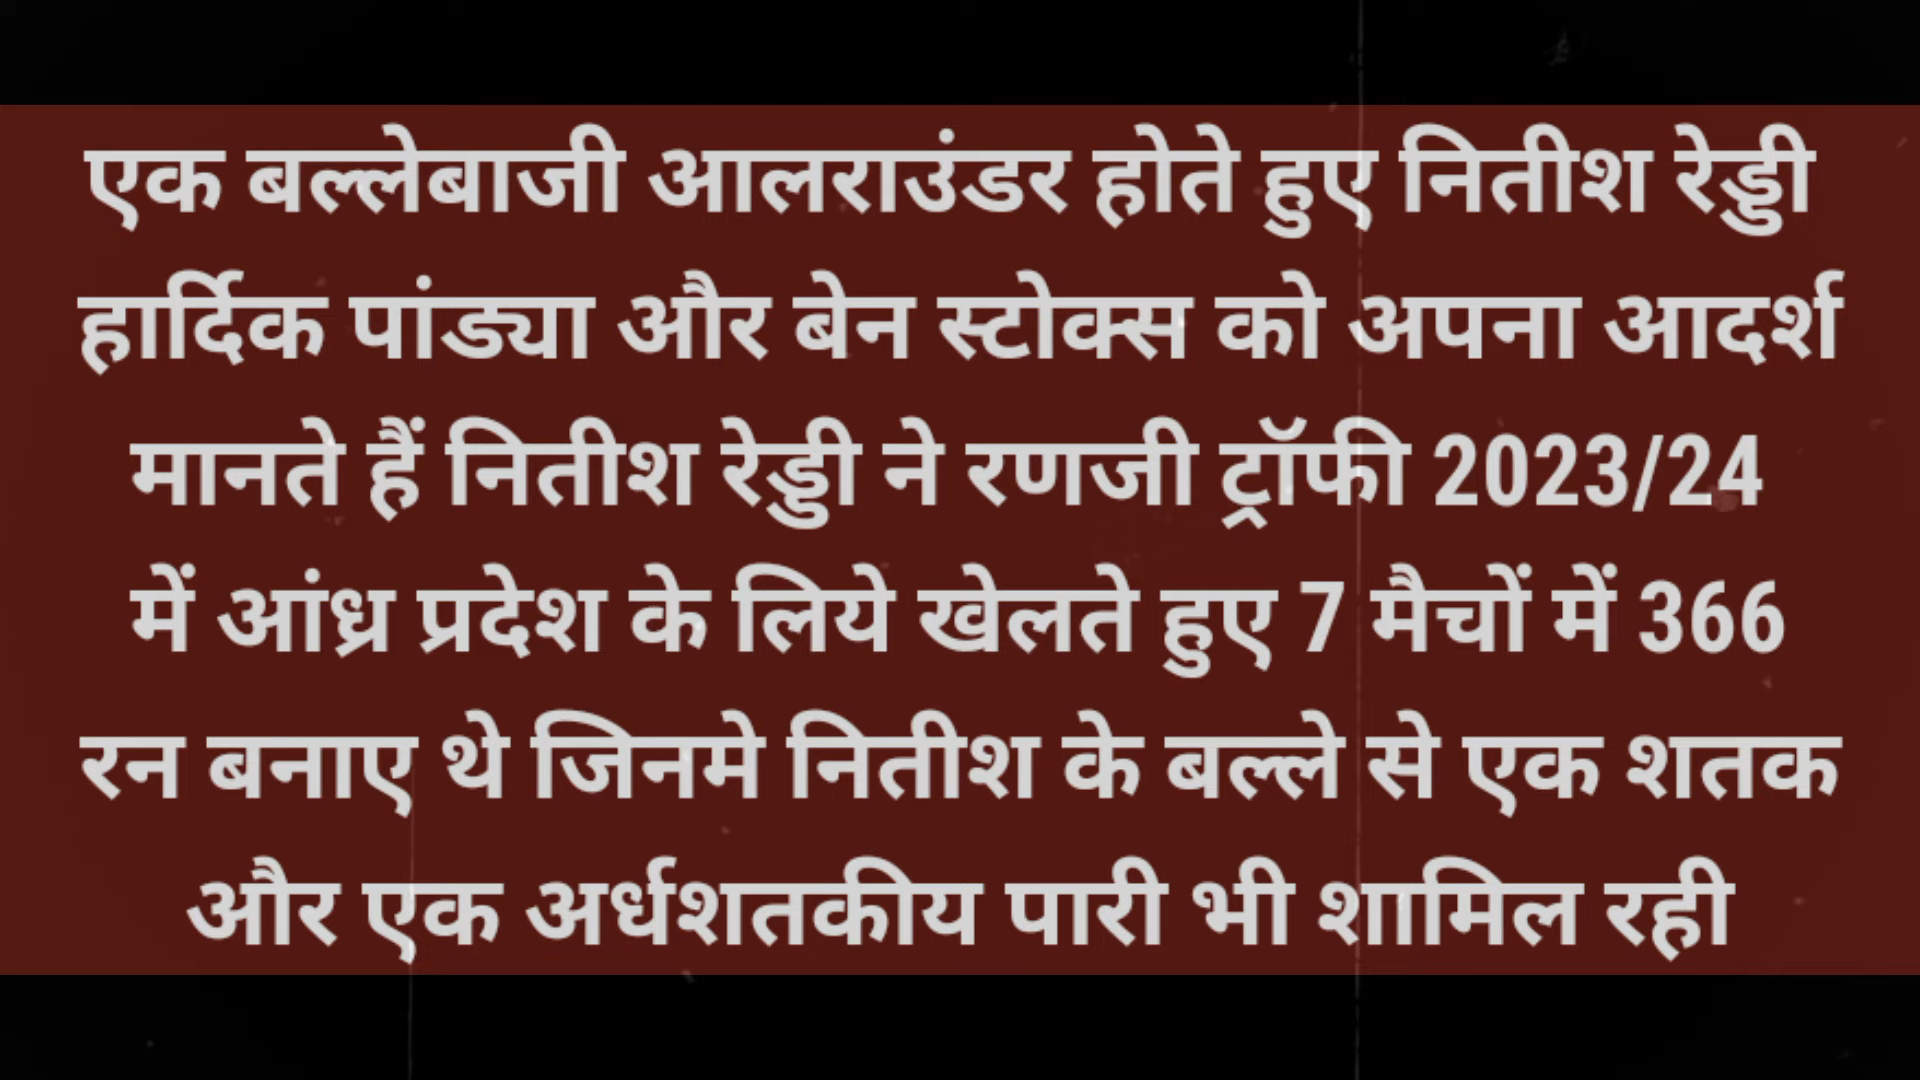 एक बल्लेबाजी आलराउंडर होते हुए नितीश रेड्डी
हार्दिक पांड्या और बेन स्टोक्स को अपना आदर्श
मानते हैं नितीश रेड्डी ने रणजी ट्रॉफी 2023/24
में आंध्र प्रदेश के लिये खेलते हुए 7 मैचों में 366
रन बनाए थे जिनमे नितीश के बल्ले से एक शतक
और एक अर्धशतकीय पारी भी शामिल रही